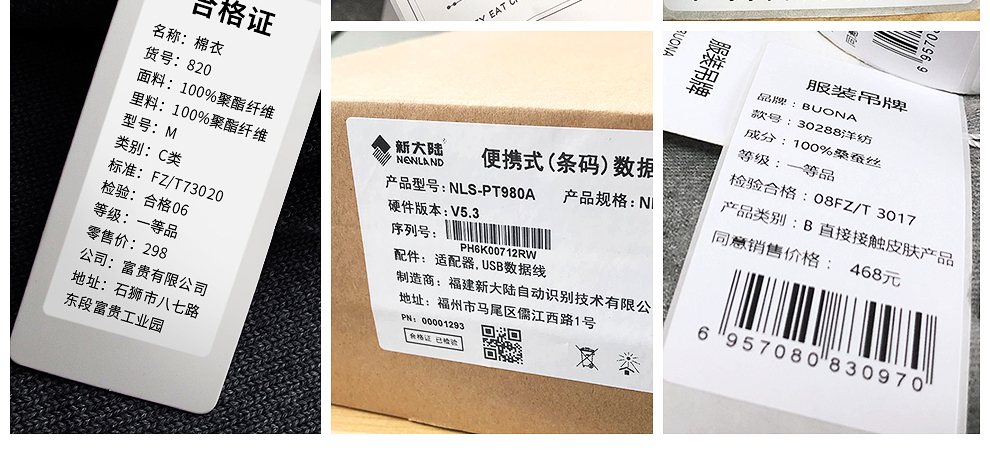 合格证
名称：棉衣
货号：820
面料：100%聚酯纤维
里料：100%聚酯纤维
型号：M
类别：C类
标准：FZ/T73020
检验：合格06
等级：一等品
零售价：298
公司：富贵有限公司
地址：石狮市八七路
东段富贵工业园
EAT
新大陆
NEWLAND
便携式(条码)数据
产品型号：NLS-PT980A
产品规格：
硬件版本：V5.3
序列号：
PH6K00712RW
配件：适配器,USB数据线
制造商：福建新大陆自动识别技术有限公
地址：福州市马尾区儒江西路1号
PN：00001293
合格证 已检验
BUONA
服装吊牌
同意
6 95708
服装吊牌
品牌：BUONA
款号：30288洋纺
成分：100%桑蚕丝
等级：一等品
检验合格：08FZ/T 3017
产品类别：B 直接接触皮肤产品
同意销售价格： 468元
6 957080 830970